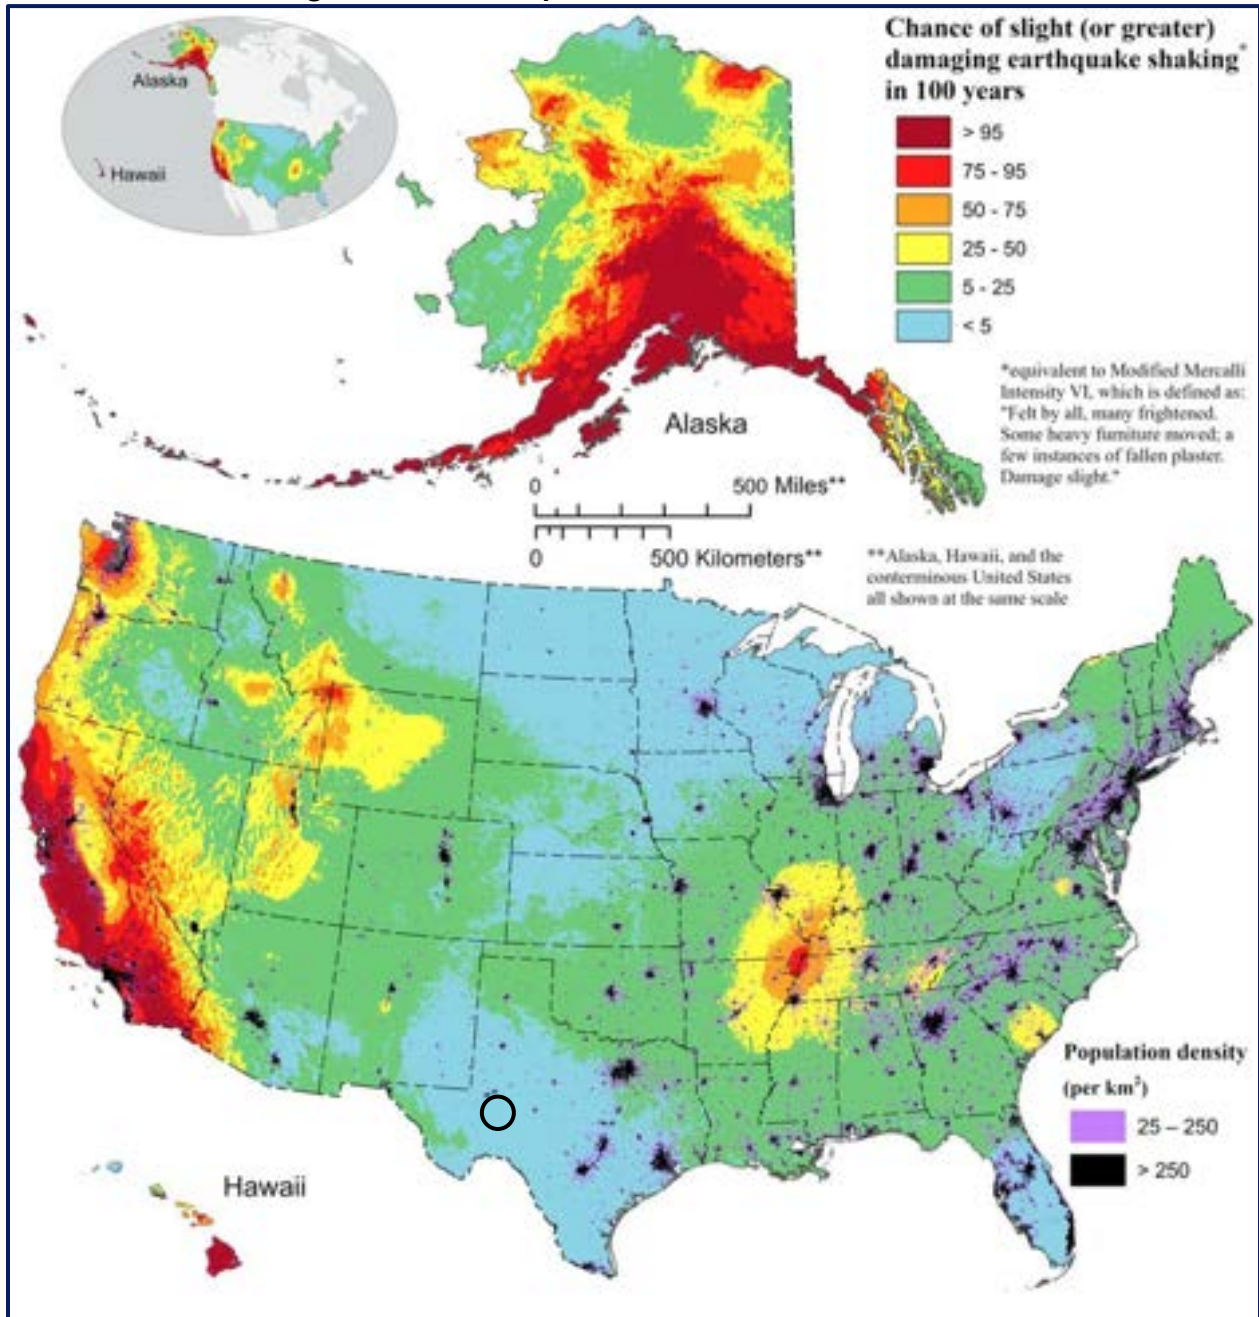 Alaska
Hawaii
Chance of slight (or greater)
damaging earthquake shaking*
in 100 years
> 95
75 - 95
50 - 75
25 - 50
5 - 25
< 5
*equivalent to Modified Mercalli
Intensity VI, which is defined as:
"Felt by all, many frightened.
Some heavy furniture moved; a
few instances of fallen plaster.
Damage slight."
Alaska
0 500 Miles**
0 500 Kilometers**
**Alaska, Hawaii, and the
conterminous United States
all shown at the same scale
Population density
(per km²)
25 – 250
> 250
Hawaii